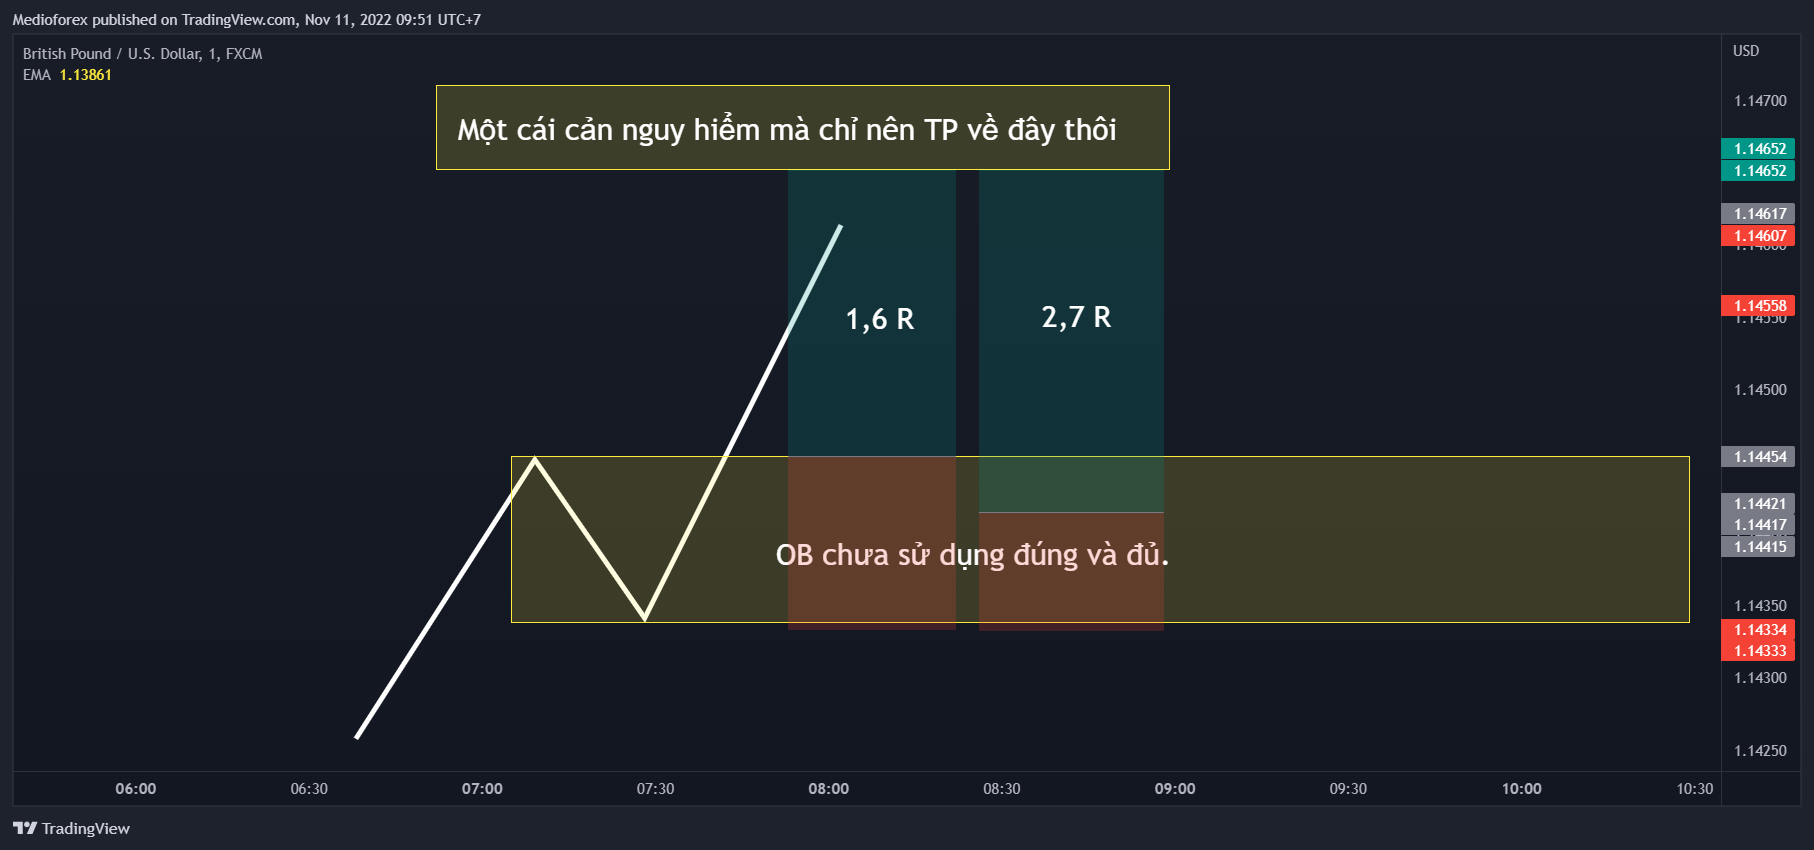 Medioforex published on TradingView.com, Nov 11, 2022 09:51 UTC+7
British Pound / U.S. Dollar, 1, FXCM
EMA 1.13861
USD
Một cái cản nguy hiểm mà chỉ nên TP về đây thôi
1,6 R
2,7 R
OB chưa sử dụng đúng và đủ.
1.14700
1.14652
1.14652
1.14617
1.14607
1.14600
1.14558
1.14550
1.14500
1.14454
1.14421
1.14417
1.14415
1.14350
1.14334
1.14333
1.14300
1.14250
06:00 06:30 07:00 07:30 08:00 08:30 09:00 09:30 10:00 10:30
TradingView